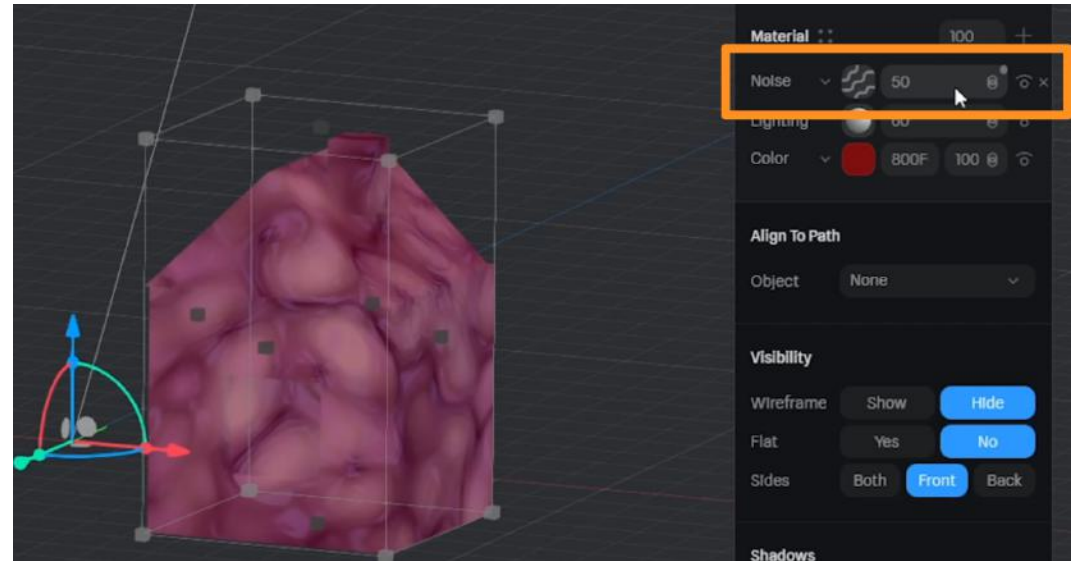 Material 100
Noise 50
Lighting 60
Color 800F 100
Align To Path
Object None
Visibility
Wireframe Show Hide
Flat Yes No
Sides Both Front Back
Shadows